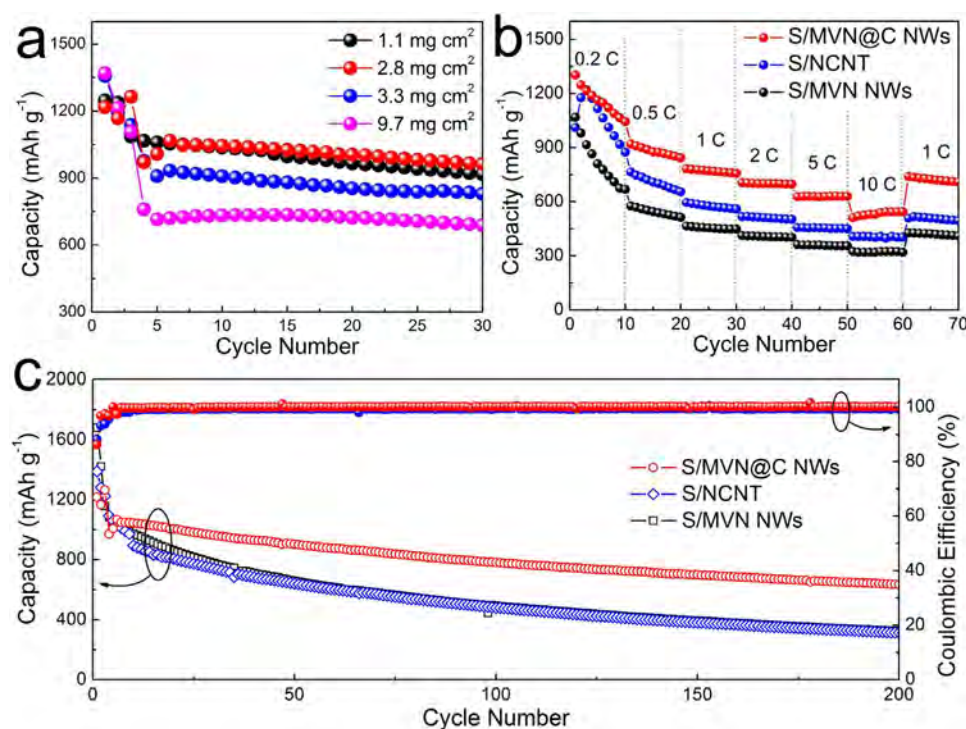 a
1500
1200
900
600
300
0 5 10 15 20 25 30
Capacity (mAh g⁻¹)
Cycle Number
1.1 mg cm²
2.8 mg cm²
3.3 mg cm²
9.7 mg cm²
b
1500
1200
900
600
300
0
0 10 20 30 40 50 60 70
Capacity (mAh g⁻¹)
Cycle Number
S/MVN@C NWs
S/NCNT
S/MVN NWs
0.2 C
0.5 C
1 C
2 C
5 C
10 C
1 C
c
2000
1600
1200
800
400
0
0 50 100 150 200
Capacity (mAh g⁻¹)
Cycle Number
S/MVN@C NWs
S/NCNT
S/MVN NWs
100
80
60
40
20
0
Coulombic Eifficiency (%)